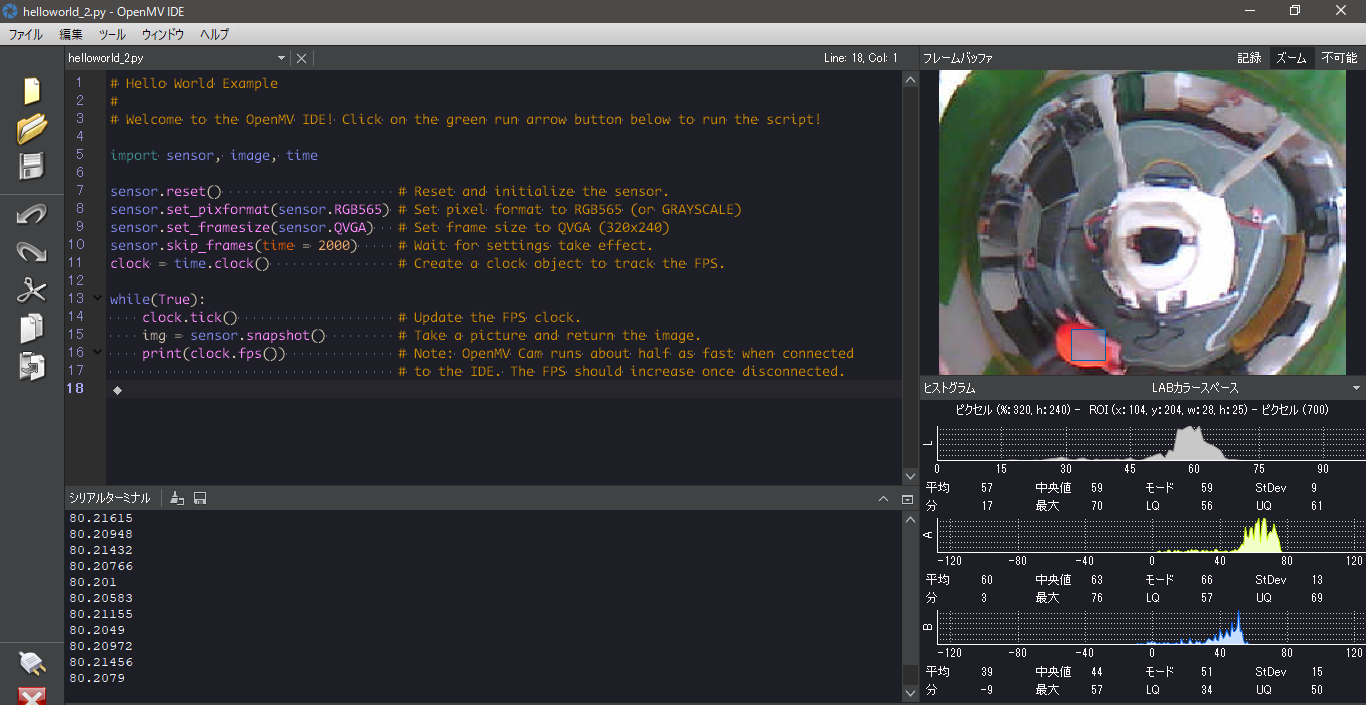 helloworld_2.py - OpenMV IDE
ファイル 編集 ツール ウィンドウ ヘルプ
helloworld_2.py Line: 18, Col: 1
1 # Hello World Example
2 #
3 # Welcome to the OpenMV IDE! Click on the green run arrow button below to run the script!
4
5 import sensor, image, time
6
7 sensor.reset() # Reset and initialize the sensor.
8 sensor.set_pixformat(sensor.RGB565) # Set pixel format to RGB565 (or GRAYSCALE)
9 sensor.set_framesize(sensor.QVGA) # Set frame size to QVGA (320x240)
10 sensor.skip_frames(time = 2000) # Wait for settings take effect.
11 clock = time.clock() # Create a clock object to track the FPS.
12
13 while(True):
14 clock.tick() # Update the FPS clock.
15 img = sensor.snapshot() # Take a picture and return the image.
16 print(clock.fps()) # Note: OpenMV Cam runs about half as fast when connected
17 # to the IDE. The FPS should increase once disconnected.
18
シリアルターミナル
80.21615
80.20948
80.21432
80.20766
80.201
80.20583
80.21155
80.2049
80.20972
80.21456
80.2079
フレームバッファ 記録 ズーム 不可能
ヒストグラム LABカラースペース
ピクセル (%:320, h:240) - ROI (x:104, y:204, w:28, h:25) - ピクセル (700)
L
0 15 30 45 60 75 90
平均 57 中央値 59 モード 59 StDev 9
分 17 最大 70 LQ 56 UQ 61
A
-120 -80 -40 0 40 80 120
平均 60 中央値 63 モード 66 StDev 13
分 3 最大 76 LQ 57 UQ 69
B
-120 -80 -40 0 40 80 120
平均 39 中央値 44 モード 51 StDev 15
分 -9 最大 57 LQ 34 UQ 50